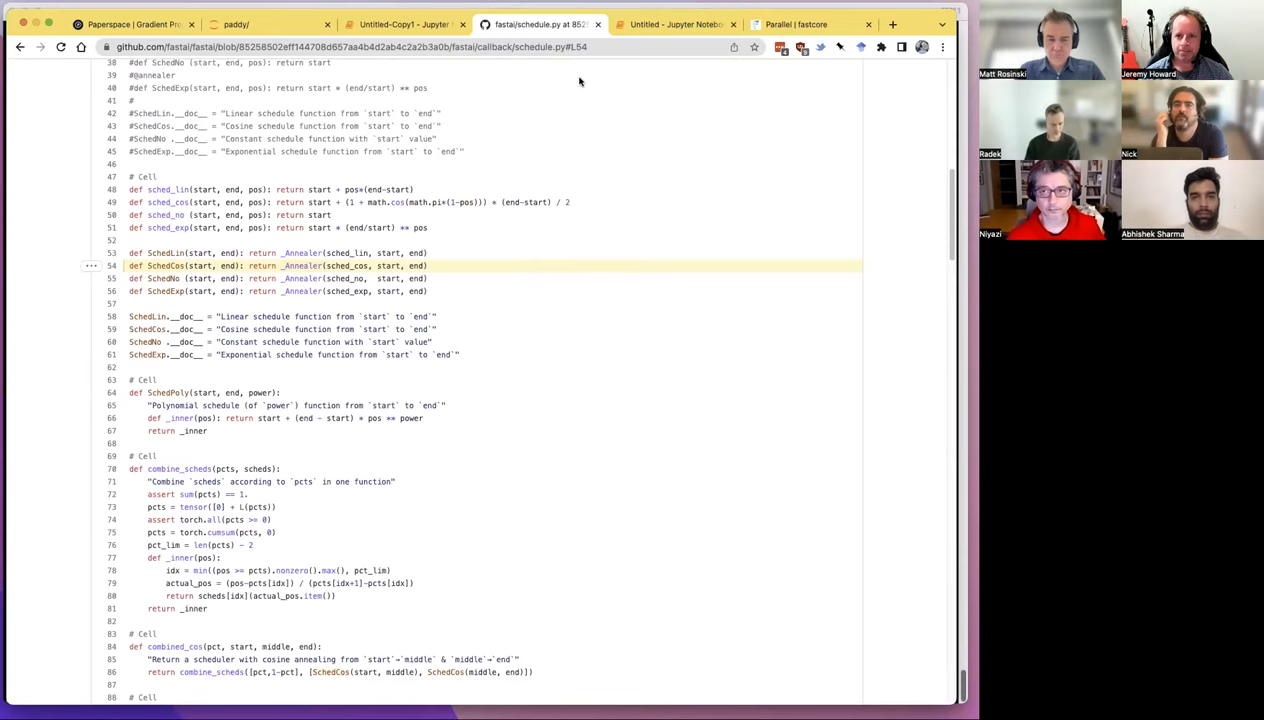 Paperspace | Gradient Pro
paddy/
Untitled-Copy1 - Jupyter
fastai/schedule.py at 852
Untitled - Jupyter Notebo
Parallel | fastcore
github.com/fastai/fastai/blob/85258502eff144708d657aa4b4d2ab4c2a2b3a0b/fastai/callback/schedule.py#L54
38 #def SchedNo (start, end, pos): return start
39 #@annealer
40 #def SchedExp(start, end, pos): return start * (end/start) ** pos
41 #
42 #SchedLin.__doc__ = "Linear schedule function from `start` to `end`"
43 #SchedCos.__doc__ = "Cosine schedule function from `start` to `end`"
44 #SchedNo .__doc__ = "Constant schedule function with `start` value"
45 #SchedExp.__doc__ = "Exponential schedule function from `start` to `end`"
46
47 # Cell
48 def sched_lin(start, end, pos): return start + pos*(end-start)
49 def sched_cos(start, end, pos): return start + (1 + math.cos(math.pi*(1-pos))) * (end-start) / 2
50 def sched_no (start, end, pos): return start
51 def sched_exp(start, end, pos): return start * (end/start) ** pos
52
53 def SchedLin(start, end): return _Annealer(sched_lin, start, end)
54 def SchedCos(start, end): return _Annealer(sched_cos, start, end)
55 def SchedNo (start, end): return _Annealer(sched_no, start, end)
56 def SchedExp(start, end): return _Annealer(sched_exp, start, end)
57
58 SchedLin.__doc__ = "Linear schedule function from `start` to `end`"
59 SchedCos.__doc__ = "Cosine schedule function from `start` to `end`"
60 SchedNo .__doc__ = "Constant schedule function with `start` value"
61 SchedExp.__doc__ = "Exponential schedule function from `start` to `end`"
62
63 # Cell
64 def SchedPoly(start, end, power):
65 "Polynomial schedule (of `power`) function from `start` to `end`"
66 def _inner(pos): return start + (end - start) * pos ** power
67 return _inner
68
69 # Cell
70 def combine_scheds(pcts, scheds):
71 "Combine `scheds` according to `pcts` in one function"
72 assert sum(pcts) == 1.
73 pcts = tensor([0] + L(pcts))
74 assert torch.all(pcts >= 0)
75 pcts = torch.cumsum(pcts, 0)
76 pct_lim = len(pcts) - 2
77 def _inner(pos):
78 idx = min((pos >= pcts).nonzero().max(), pct_lim)
79 actual_pos = (pos-pcts[idx]) / (pcts[idx+1]-pcts[idx])
80 return scheds[idx](actual_pos.item())
81 return _inner
82
83 # Cell
84 def combined_cos(pct, start, middle, end):
85 "Return a scheduler with cosine annealing from `start`→`middle` & `middle`→`end`"
86 return combine_scheds([pct,1-pct], [SchedCos(start, middle), SchedCos(middle, end)])
87
88 # Cell
Matt Rosinski
Jeremy Howard
Radek
Nick
Niyazi
Abhishek Sharma